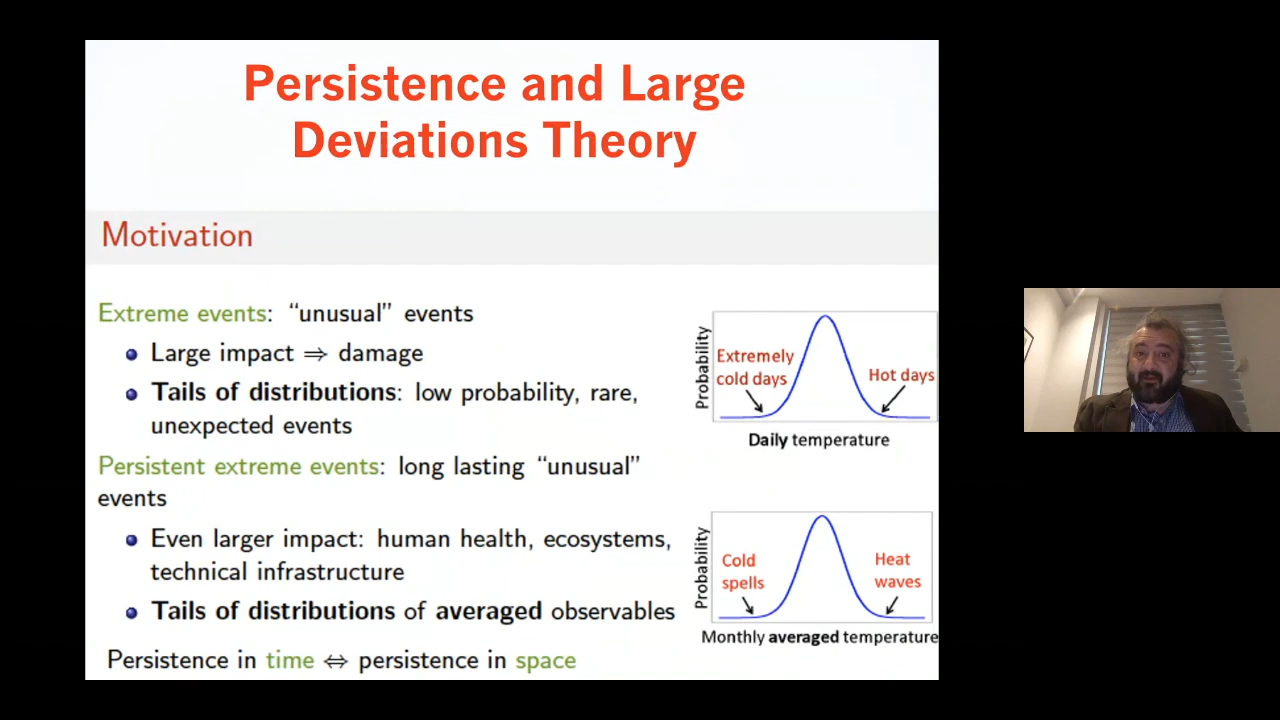 Persistence and Large
Deviations Theory
Motivation
Extreme events: “unusual” events
Large impact ⇒ damage
Tails of distributions: low probability, rare,
unexpected events
Persistent extreme events: long lasting “unusual”
events
Even larger impact: human health, ecosystems,
technical infrastructure
Tails of distributions of averaged observables
Persistence in time ⇔ persistence in space
Probability
Extremely
cold days
Hot days
Daily temperature
Probability
Cold
spells
Heat
waves
Monthly averaged temperature